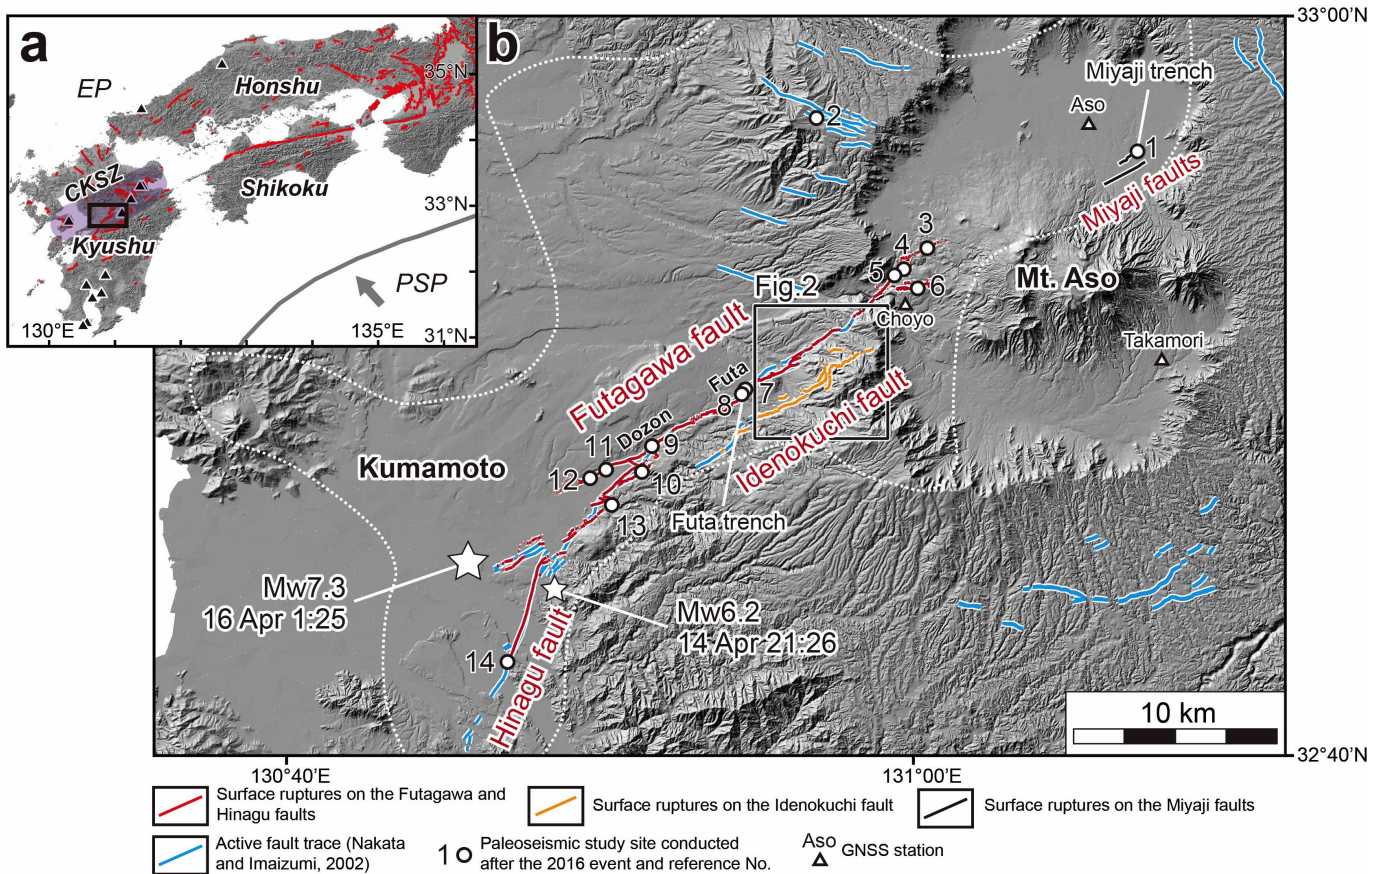 a
EP
Honshu
35°N
CKSZ
Shikoku
33°N
Kyushu
PSP
130°E
135°E
31°N
b
33°00'N
Miyaji trench
Aso
2
1
Miyaji faults
3
4
5
6
Mt. Aso
Fig.2
Choyo
Takamori
Futagawa fault
Futa
7
8
Idenokuchi fault
Dozon
9
11
Kumamoto
12
10
13
Futa trench
Mw7.3
16 Apr 1:25
Mw6.2
14 Apr 21:26
14
Hinagu fault
10 km
32°40'N
130°40'E
131°00'E
Surface ruptures on the Futagawa and
Hinagu faults
Surface ruptures on the Idenokuchi fault
Surface ruptures on the Miyaji faults
Active fault trace (Nakata
and Imaizumi, 2002)
1
Paleoseismic study site conducted
after the 2016 event and reference No.
Aso
GNSS station